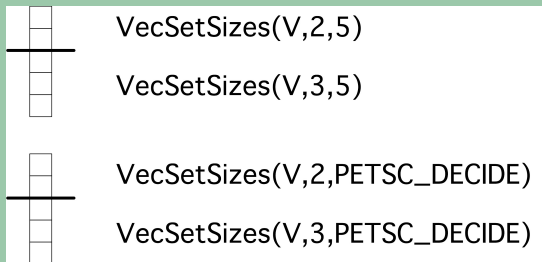 VecSetSizes(V,2,5)
VecSetSizes(V,3,5)
VecSetSizes(V,2,PETSC_DECIDE)
VecSetSizes(V,3,PETSC_DECIDE)